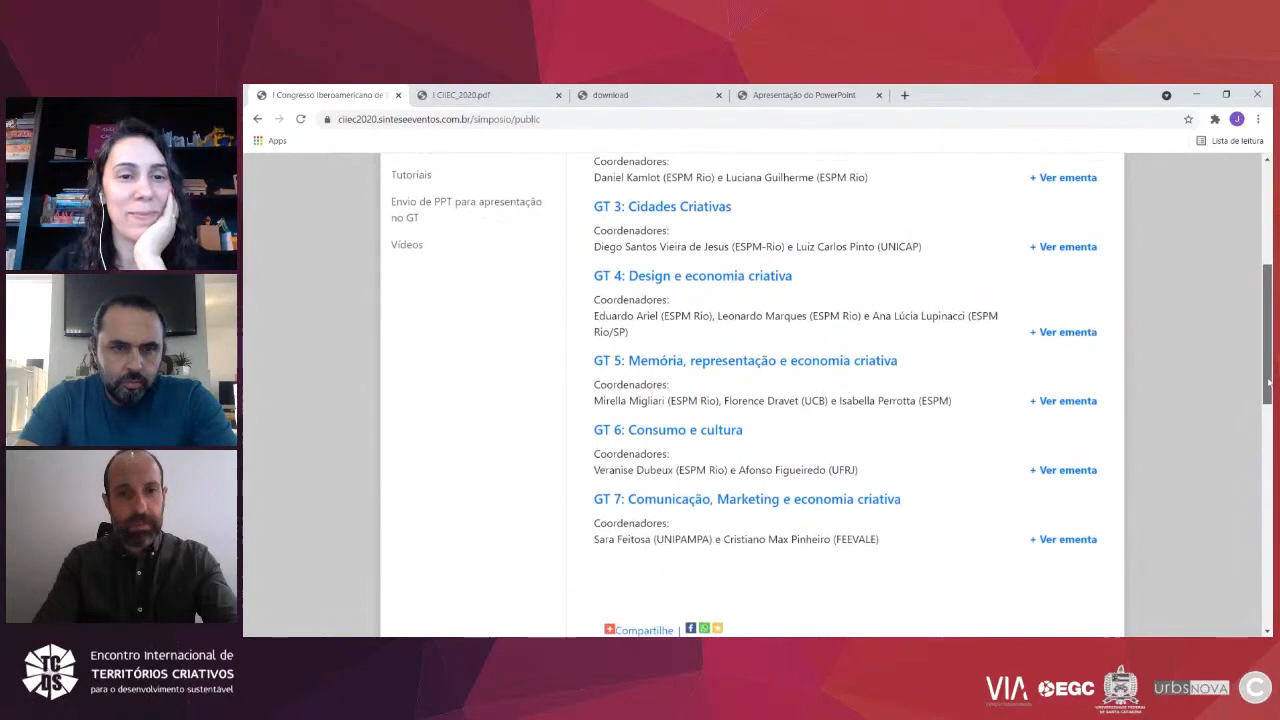 I Congresso Iberoamericano de
I CIIEC_2020.pdf
download
Apresentação do PowerPoint
ciiec2020.sinteseeventos.com.br/simposio/public
J
Apps
Lista de leitura
Tutoriais
Envio de PPT para apresentação
no GT
Vídeos
Coordenadores:
Daniel Kamlot (ESPM Rio) e Luciana Guilherme (ESPM Rio)
+ Ver ementa
GT 3: Cidades Criativas
Coordenadores:
Diego Santos Vieira de Jesus (ESPM-Rio) e Luiz Carlos Pinto (UNICAP)
+ Ver ementa
GT 4: Design e economia criativa
Coordenadores:
Eduardo Ariel (ESPM Rio), Leonardo Marques (ESPM Rio) e Ana Lúcia Lupinacci (ESPM
Rio/SP)
+ Ver ementa
GT 5: Memória, representação e economia criativa
Coordenadores:
Mirella Migliari (ESPM Rio), Florence Dravet (UCB) e Isabella Perrotta (ESPM)
+ Ver ementa
GT 6: Consumo e cultura
Coordenadores:
Veranise Dubeux (ESPM Rio) e Afonso Figueiredo (UFRJ)
+ Ver ementa
GT 7: Comunicação, Marketing e economia criativa
Coordenadores:
Sara Feitosa (UNIPAMPA) e Cristiano Max Pinheiro (FEEVALE)
+ Ver ementa
Compartilhe |
TC
DS
Encontro Internacional de
TERRITÓRIOS CRIATIVOS
para o desenvolvimento sustentável
VIA
EGC
UNIVERSIDADE FEDERAL
DE SANTA CATARINA
urbsNOVA
C